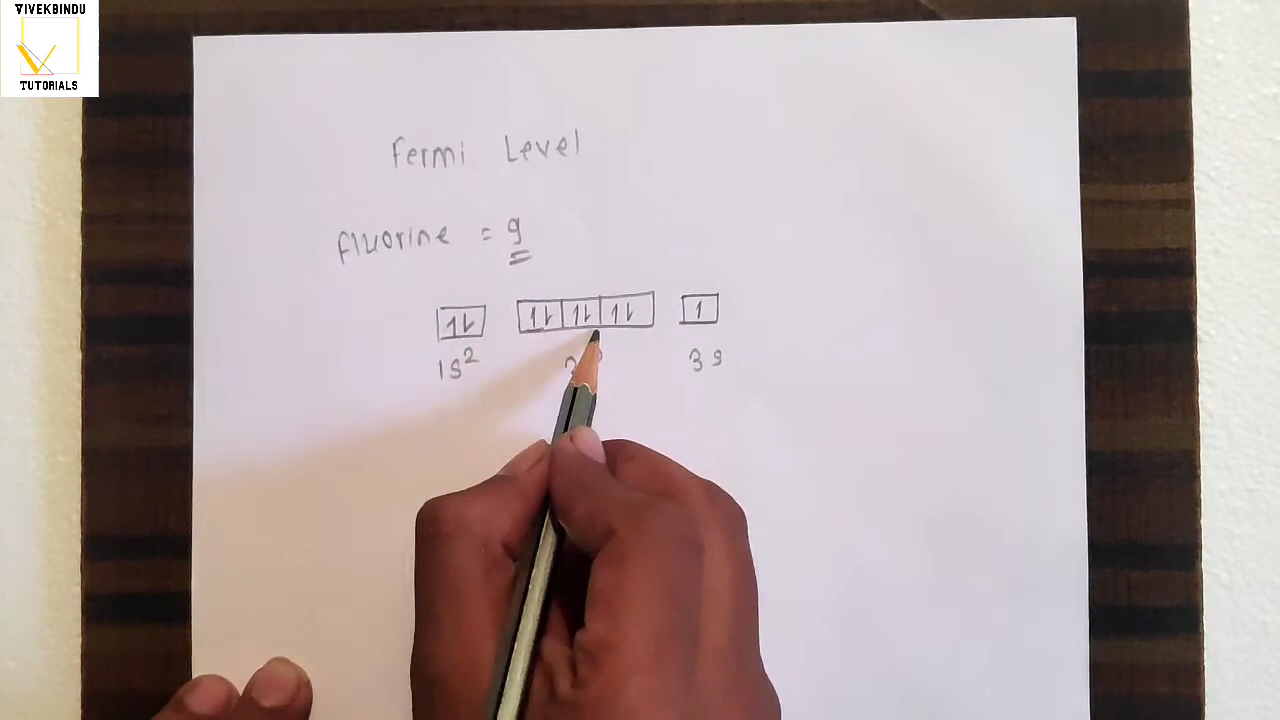 VIVEKBINDU
TUTORIALS
Fermi Level
fluorine = 9
1s² 3s